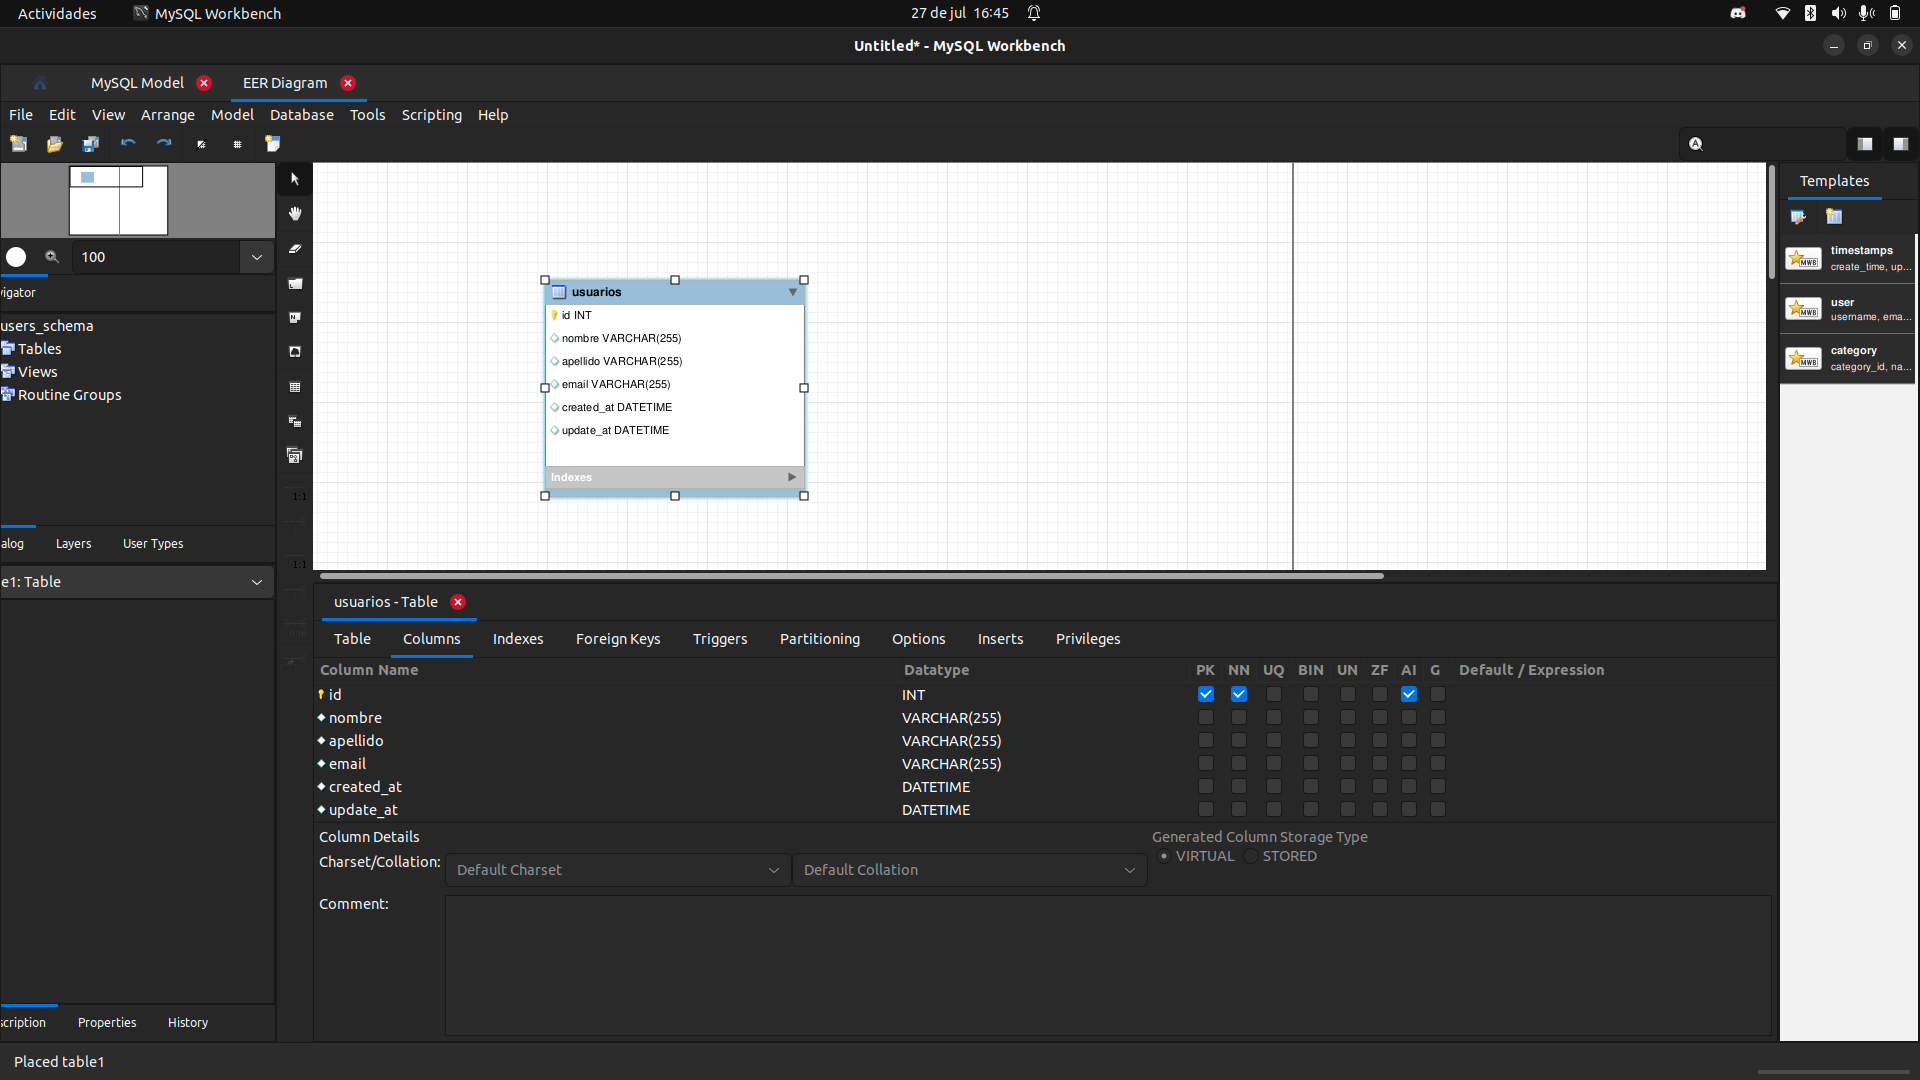 Actividades
MySQL Workbench
27 de jul 16:45
Untitled* - MySQL Workbench
MySQL Model
EER Diagram
File Edit View Arrange Model Database Tools Scripting Help
100
vigator
users_schema
Tables
Views
Routine Groups
alog Layers User Types
e1: Table
scription Properties History
1:1
1:1
usuarios
id INT
nombre VARCHAR(255)
apellido VARCHAR(255)
email VARCHAR(255)
created_at DATETIME
update_at DATETIME
Indexes
Templates
timestamps
create_time, up...
user
username, ema...
category
category_id, na...
usuarios - Table
Table Columns Indexes Foreign Keys Triggers Partitioning Options Inserts Privileges
Column Name Datatype PK NN UQ BIN UN ZF AI G Default / Expression
id INT
nombre VARCHAR(255)
apellido VARCHAR(255)
email VARCHAR(255)
created_at DATETIME
update_at DATETIME
Column Details
Generated Column Storage Type
Charset/Collation: Default Charset Default Collation
VIRTUAL STORED
Comment:
Placed table1